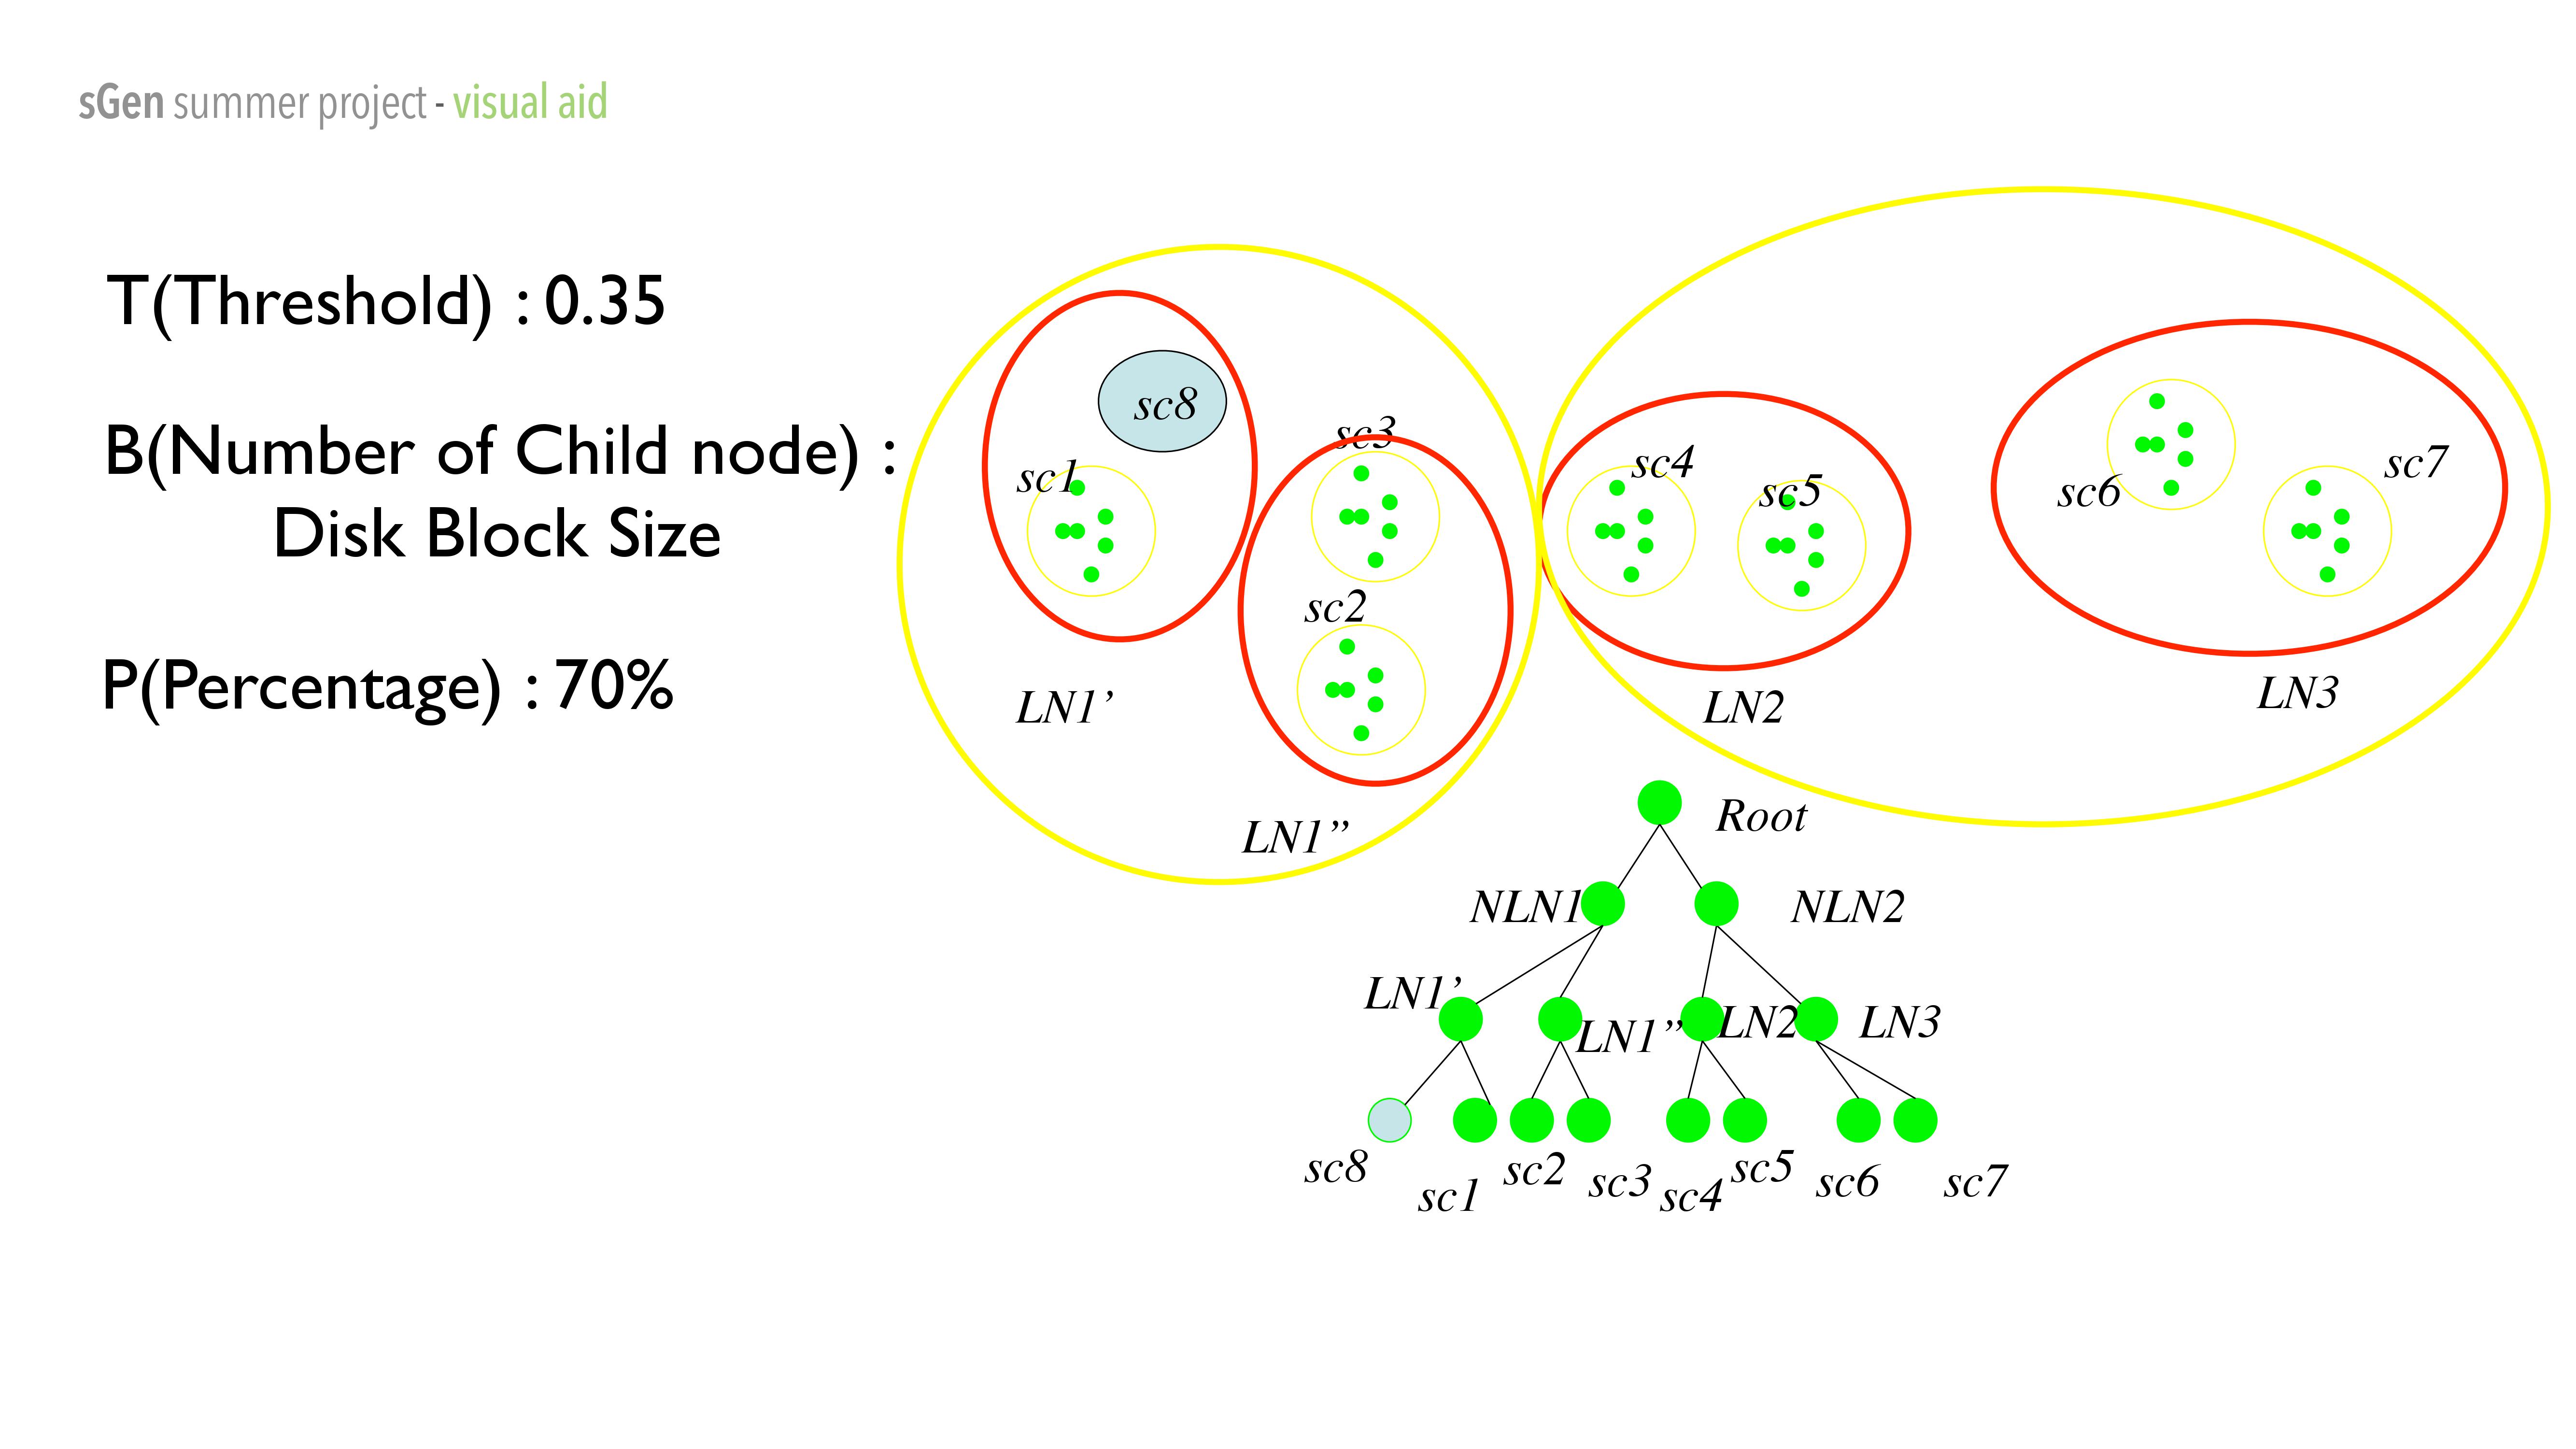 sGen summer project - visual aid
T(Threshold) : 0.35
B(Number of Child node) :
Disk Block Size
P(Percentage) : 70%
sc8
sc3
sc1
sc2
sc4
sc5
sc6
sc7
LN1’
LN2
LN3
LN1”
Root
NLN1
NLN2
LN1’
LN1”
LN2
LN3
sc8
sc1
sc2
sc3
sc4
sc5
sc6
sc7